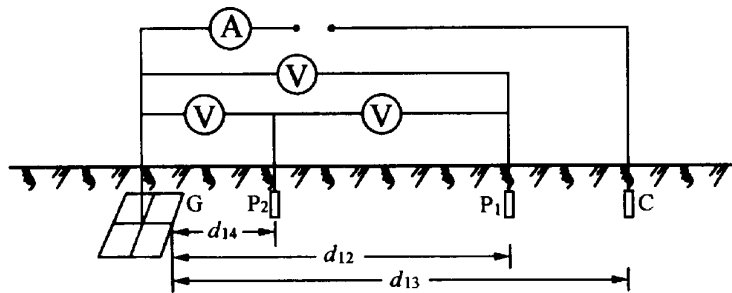 A
V
V V
G P₂ P₁ C
d₁₄
d₁₂
d₁₃